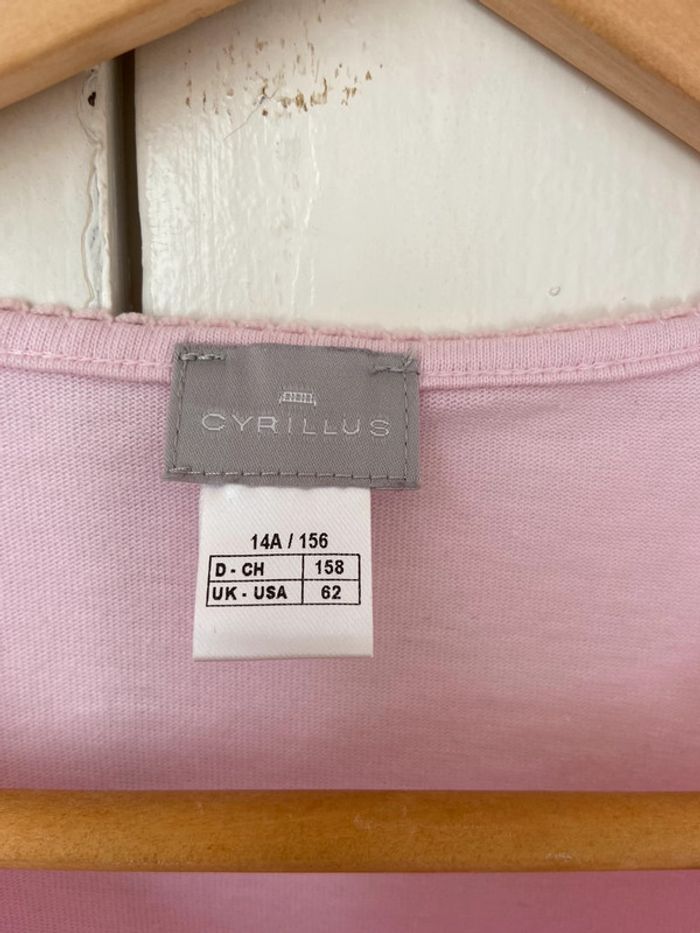 CYRILLUS
14A / 156
D - CH 158
UK - USA 62